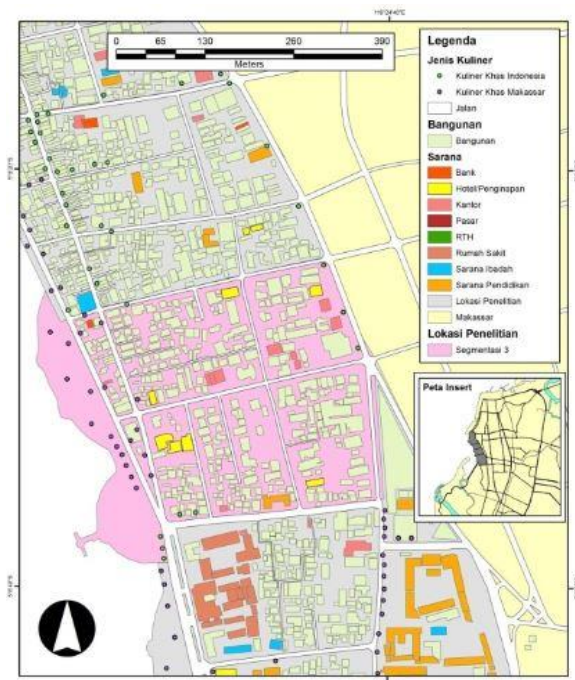 0 65 130 260 390
Meters
Legenda
Jenis Kuliner
Kuliner Khas Indonesia
Kuliner Khas Makassar
Jalan
Bangunan
Bangunan
Sarana
Bank
Hotel/Penginapan
Kantor
Pasar
RTH
Rumah Sakit
Sarana Ibadah
Sarana Pendidikan
Lokasi Penelitian
Makassar
Lokasi Penelitian
Segmentasi 3
Peta Insert